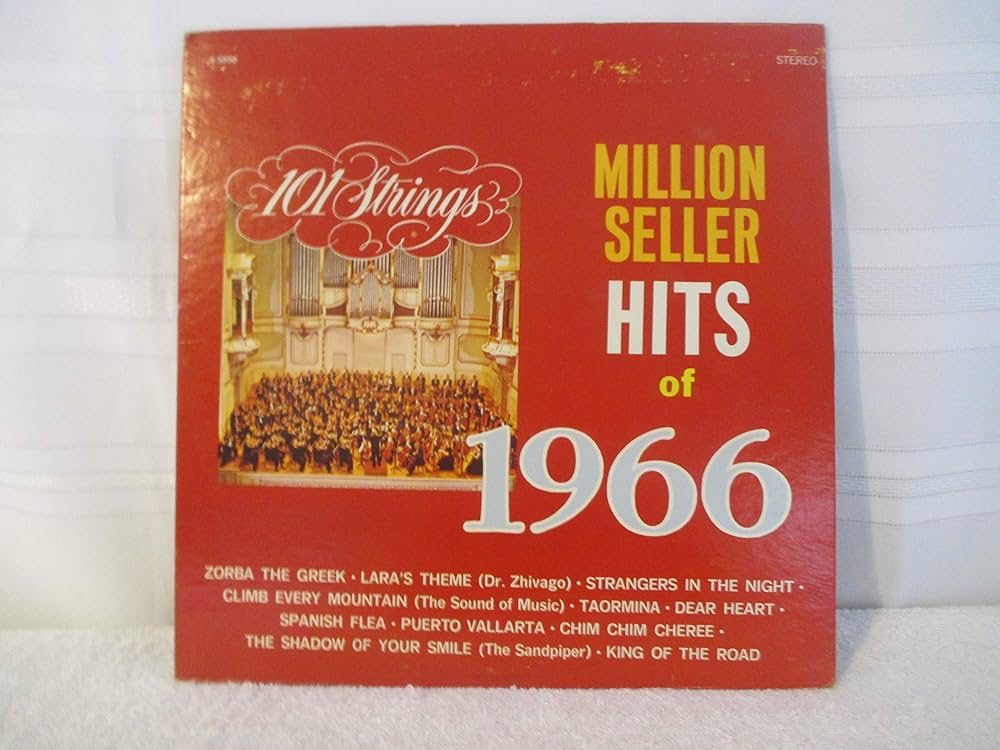 STEREO
101 Strings
MILLION
SELLER
HITS
of
1966
ZORBA THE GREEK · LARA'S THEME (Dr. Zhivago) · STRANGERS IN THE NIGHT ·
CLIMB EVERY MOUNTAIN (The Sound of Music) · TAORMINA · DEAR HEART ·
SPANISH FLEA · PUERTO VALLARTA · CHIM CHIM CHEREE ·
THE SHADOW OF YOUR SMILE (The Sandpiper) · KING OF THE ROAD